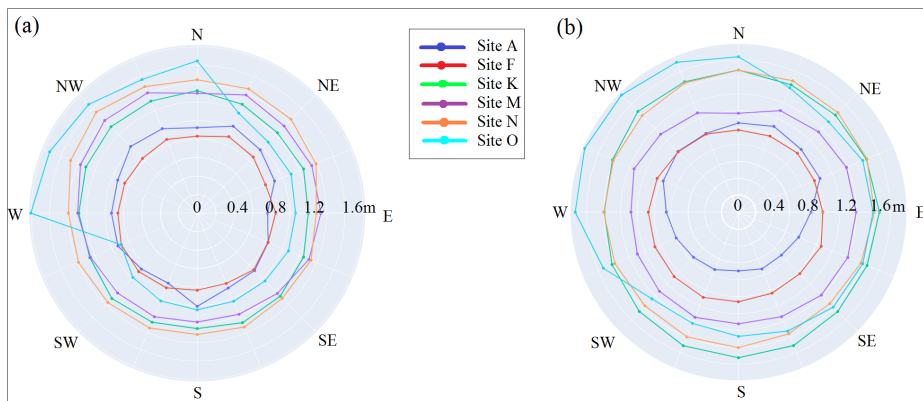 (a)
N
NW
NE
W
0 0.4 0.8 1.2 1.6m
E
SW
SE
S
Site A
Site F
Site K
Site M
Site N
Site O
(b)
N
NW
NE
W
0 0.4 0.8 1.2 1.6m
E
SW
SE
S